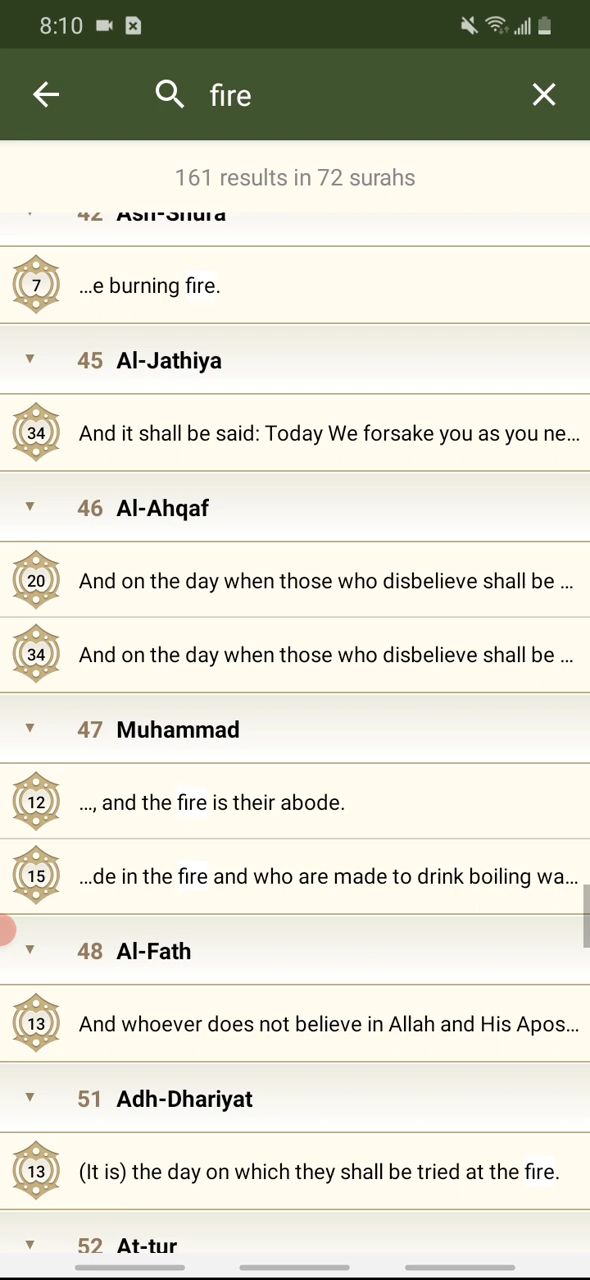 8:10
fire
161 results in 72 surahs
42 Ash-Shura
7 ...e burning fire.
45 Al-Jathiya
34 And it shall be said: Today We forsake you as you ne...
46 Al-Ahqaf
20 And on the day when those who disbelieve shall be ...
34 And on the day when those who disbelieve shall be ...
47 Muhammad
12 ..., and the fire is their abode.
15 ...de in the fire and who are made to drink boiling wa...
48 Al-Fath
13 And whoever does not believe in Allah and His Apos...
51 Adh-Dhariyat
13 (It is) the day on which they shall be tried at the fire.
52 At-tur